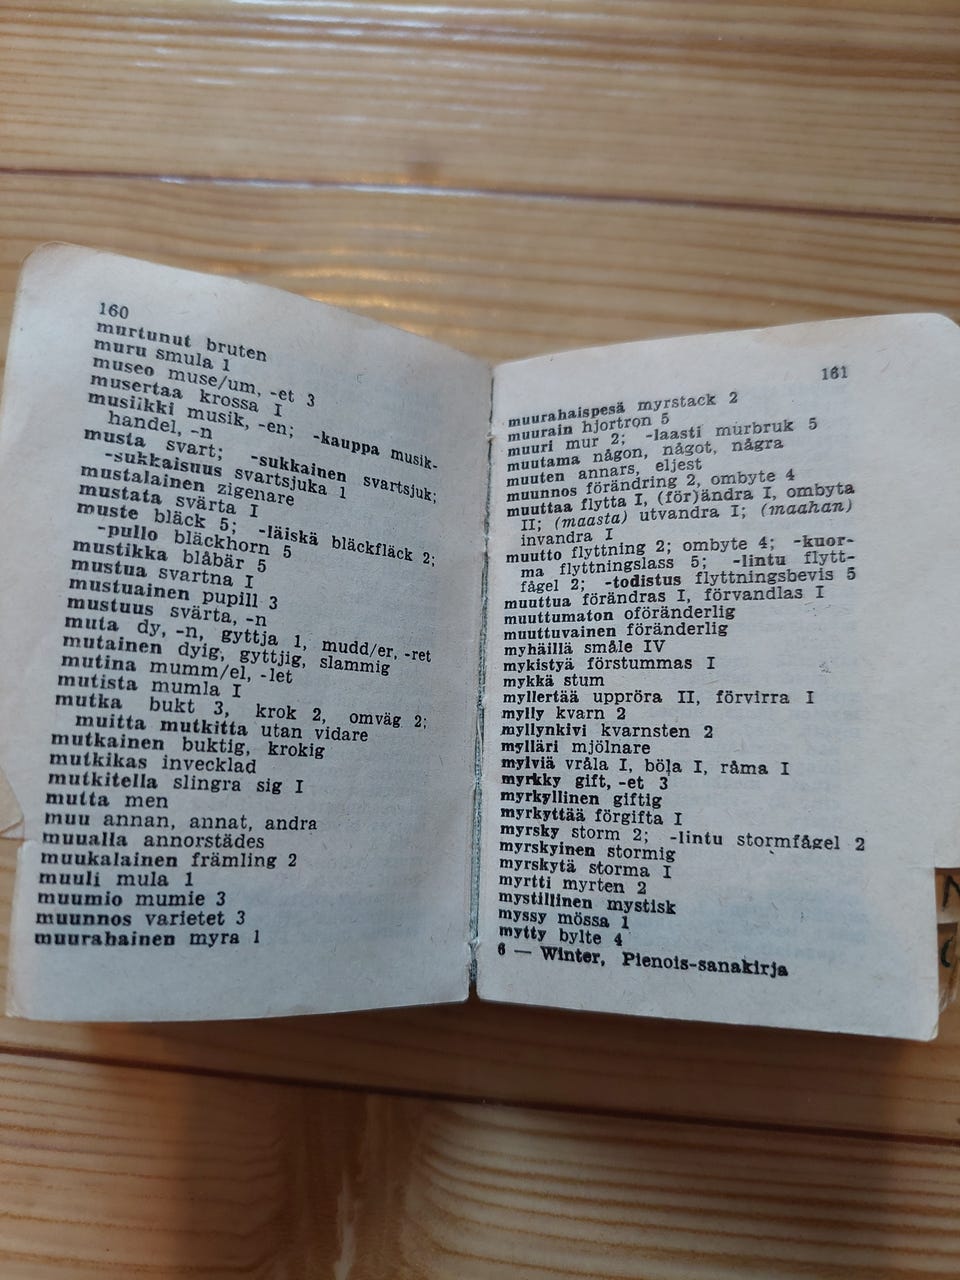 160
murtunut bruten
muru smula 1
museo muse/um, -et 3
musertaa krossa I
musiikki musik, -en; -kauppa musik-
handel, -n
musta svart; -sukkainen svartsjuk;
-sukkaisuus svartsjuka 1
mustalainen zigenare
mustata svärta I
muste bläck 5; -läiskä bläckfläck 2;
-pullo bläckhorn 5
mustikka blåbär 5
mustua svartna I
mustuainen pupill 3
mustuus svärta, -n
muta dy, -n, gyttja 1, mudd/er, -ret
mutainen dyig, gyttjig, slammig
mutina mumm/el, -let
mutista mumla I
mutka bukt 3, krok 2, omväg 2;
muitta mutkitta utan vidare
mutkainen buktig, krokig
mutkikas invecklad
mutkitella slingra sig I
mutta men
muu annan, annat, andra
muualla annorstädes
muukalainen främling 2
muuli mula 1
muumio mumie 3
muunnos varietet 3
muurahainen myra 1
161
muurahaispesä myrstack 2
muurain hjortron 5
muuri mur 2; -laasti murbruk 5
muutama någon, något, några
muuten annars, eljest
muunnos förändring 2, ombyte 4
muuttaa flytta I, (för)ändra I, ombyta
II; (maasta) utvandra I; (maahan)
invandra I
muutto flyttning 2; ombyte 4; -kuor-
ma flyttningslass 5; -lintu flytt-
fågel 2; -todistus flyttningsbevis 5
muuttua förändras I, förvandlas I
muuttumaton oföränderlig
muuttuvainen föränderlig
myhäillä småle IV
mykistyä förstummas I
mykkä stum
myllertää uppröra II, förvirra I
mylly kvarn 2
myllynkivi kvarnsten 2
mylläri mjölnare
mylviä vråla I, böla I, råma I
myrkky gift, -et 3
myrkyllinen giftig
myrkyttää förgifta I
myrsky storm 2; -lintu stormfågel 2
myrskyinen stormig
myrskytä storma I
myrtti myrten 2
mystillinen mystisk
myssy mössa 1
mytty bylte 4
6 — Winter, Pienois-sanakirja